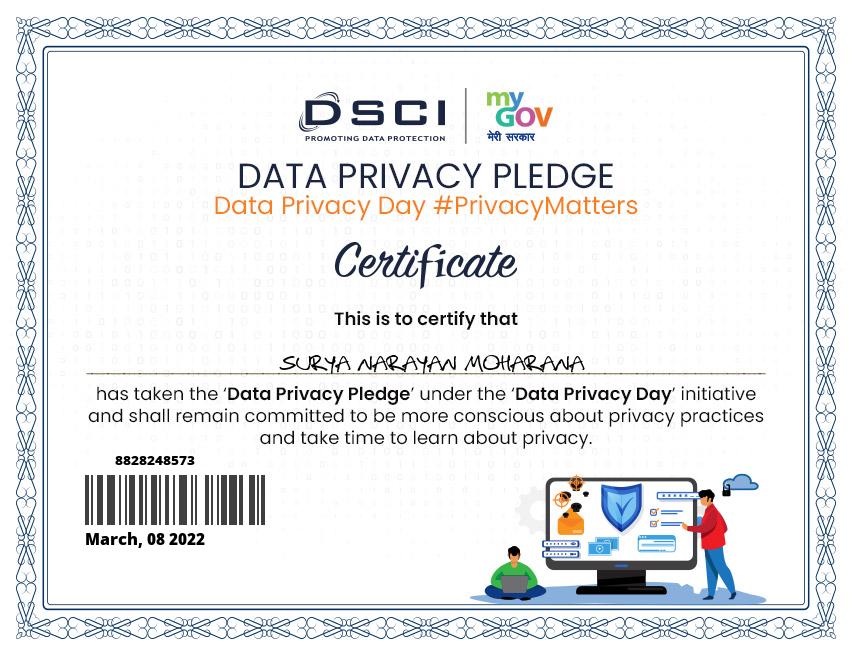 DSCI
PROMOTING DATA PROTECTION
my
GOV
मेरी सरकार
DATA PRIVACY PLEDGE
Data Privacy Day #PrivacyMatters
Certificate
This is to certify that
SURYA NARAYAN MOHARANA
has taken the ‘Data Privacy Pledge’ under the ‘Data Privacy Day’ initiative
and shall remain committed to be more conscious about privacy practices
and take time to learn about privacy.
8828248573
March, 08 2022